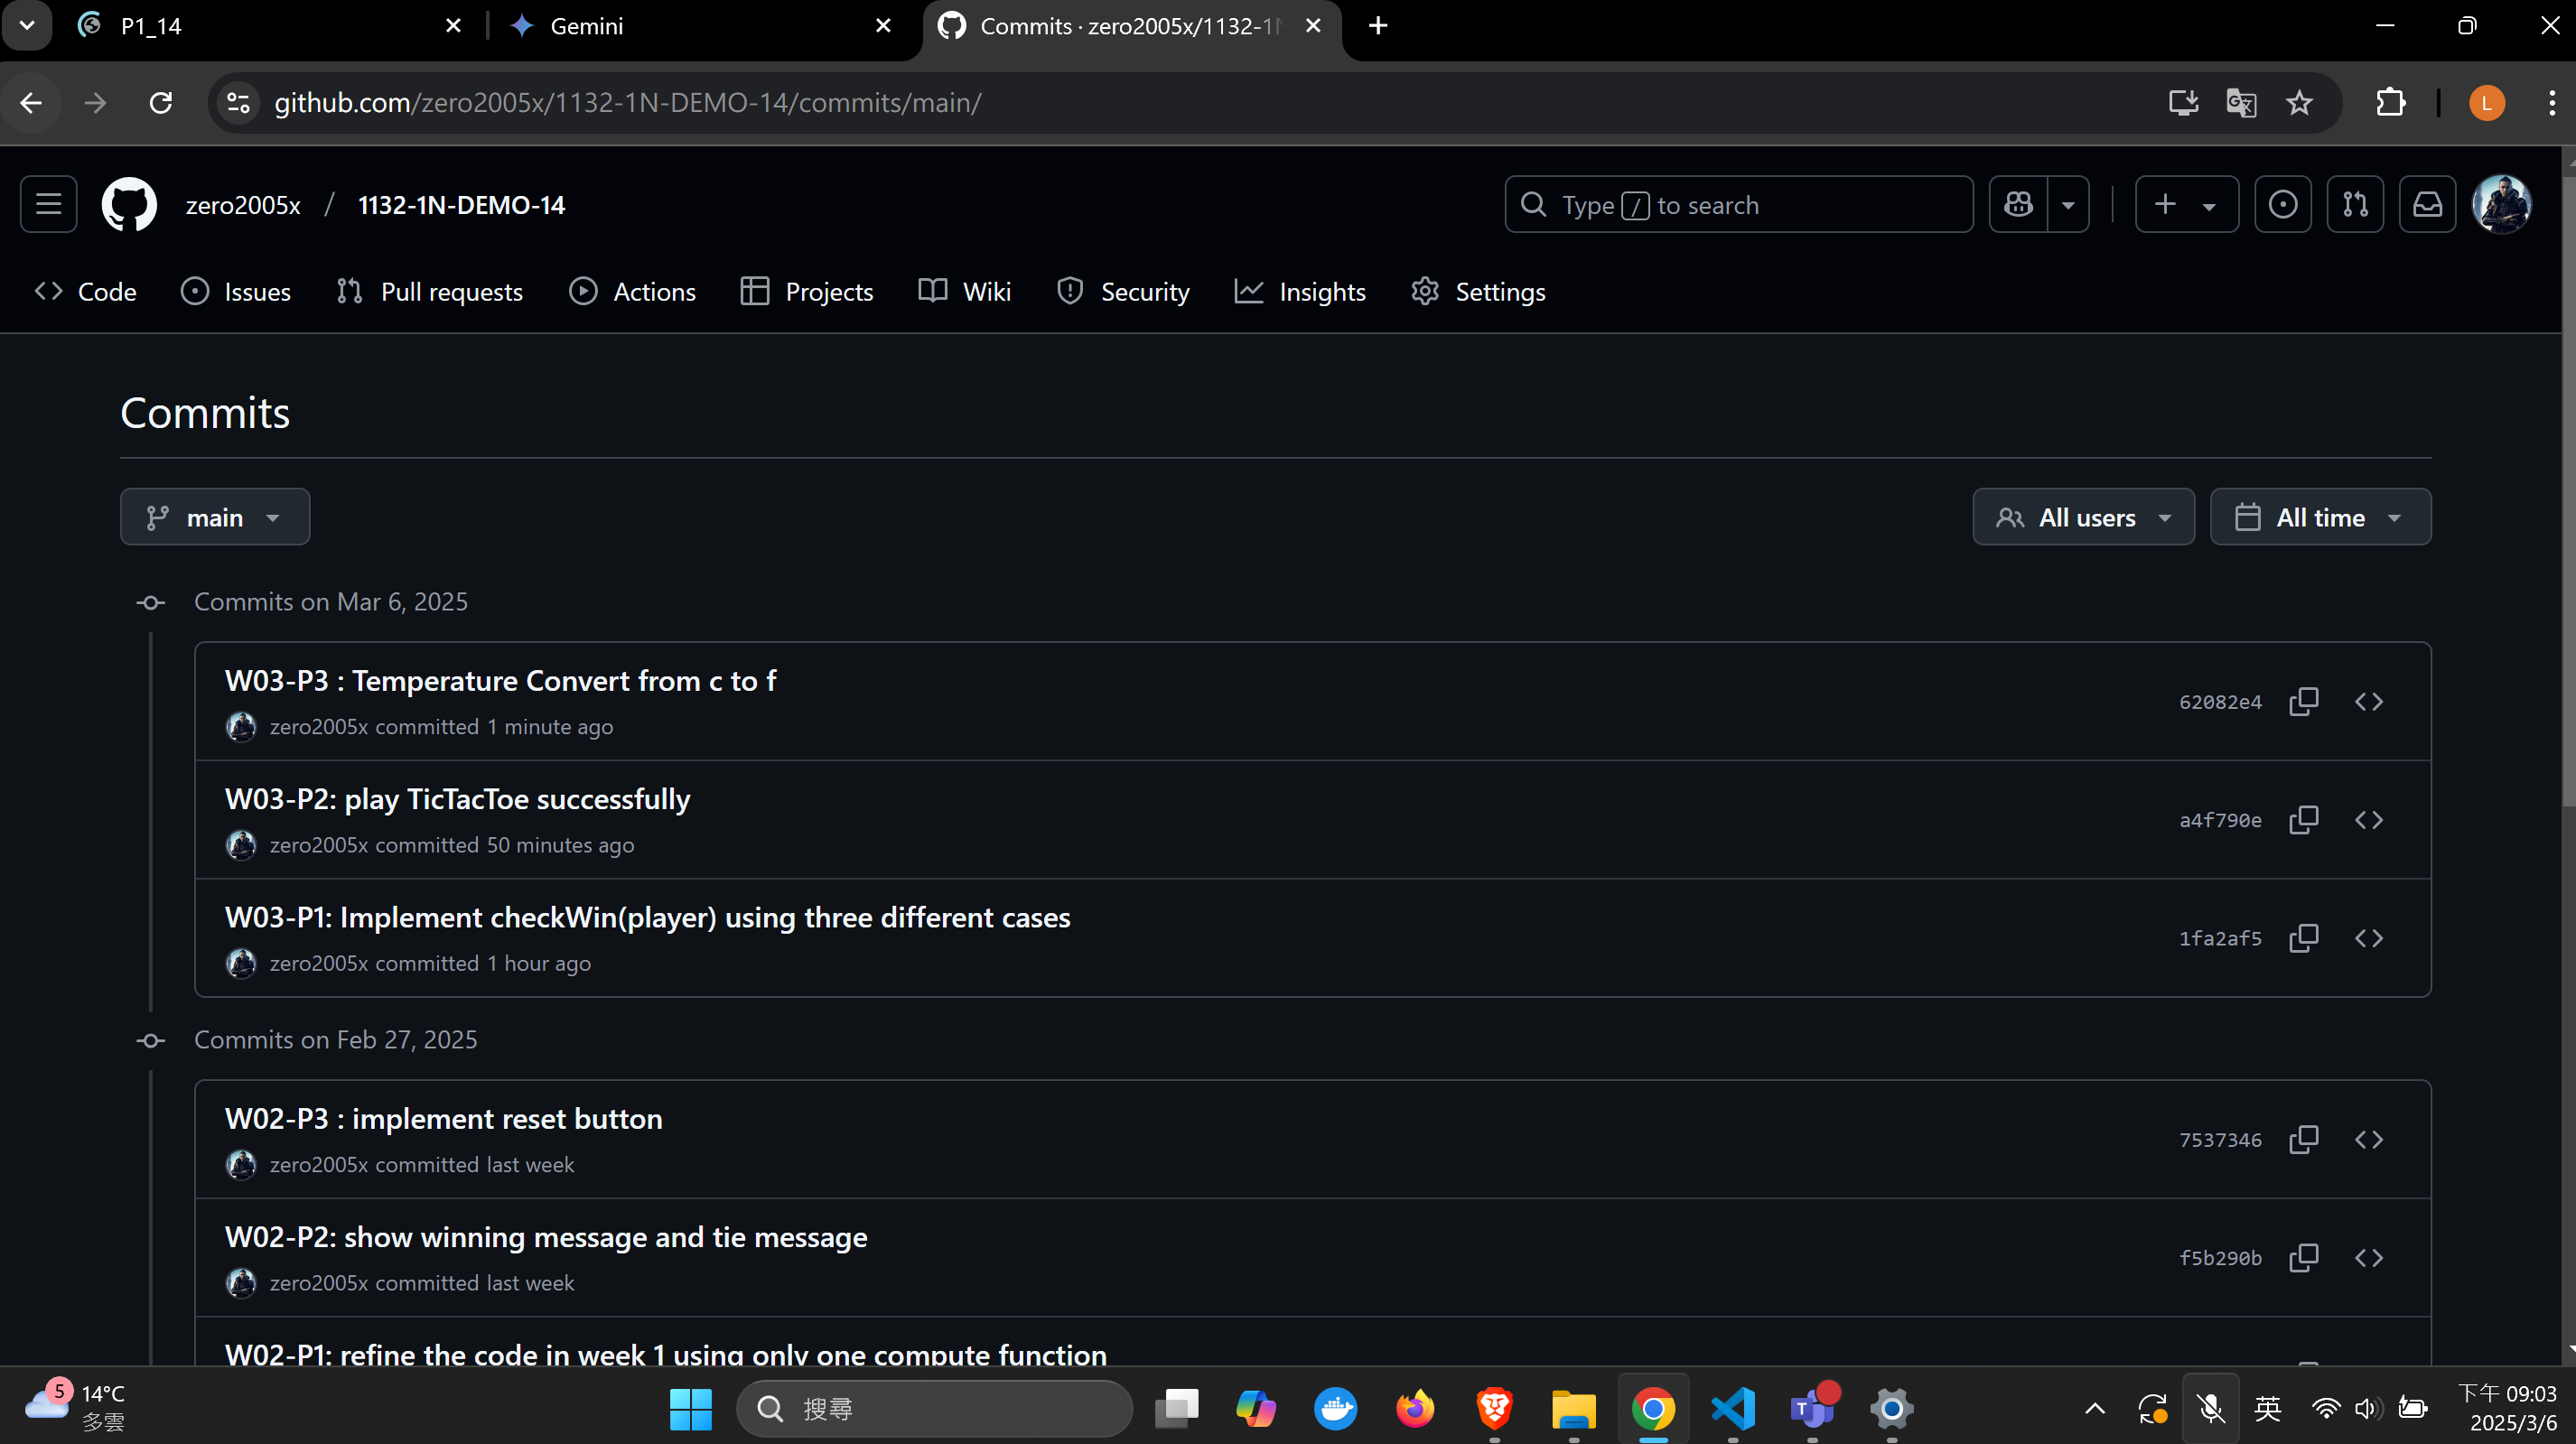 P1_14
Gemini
Commits · zero2005x/1132-1N
github.com/zero2005x/1132-1N-DEMO-14/commits/main/
L
zero2005x / 1132-1N-DEMO-14
Type / to search
Code
Issues
Pull requests
Actions
Projects
Wiki
Security
Insights
Settings
Commits
main
All users
All time
Commits on Mar 6, 2025
W03-P3 : Temperature Convert from c to f
zero2005x committed 1 minute ago
62082e4
W03-P2: play TicTacToe successfully
zero2005x committed 50 minutes ago
a4f790e
W03-P1: Implement checkWin(player) using three different cases
zero2005x committed 1 hour ago
1fa2af5
Commits on Feb 27, 2025
W02-P3 : implement reset button
zero2005x committed last week
7537346
W02-P2: show winning message and tie message
zero2005x committed last week
f5b290b
W02-P1: refine the code in week 1 using only one compute function
5
14°C
多雲
搜尋
英
下午 09:03
2025/3/6